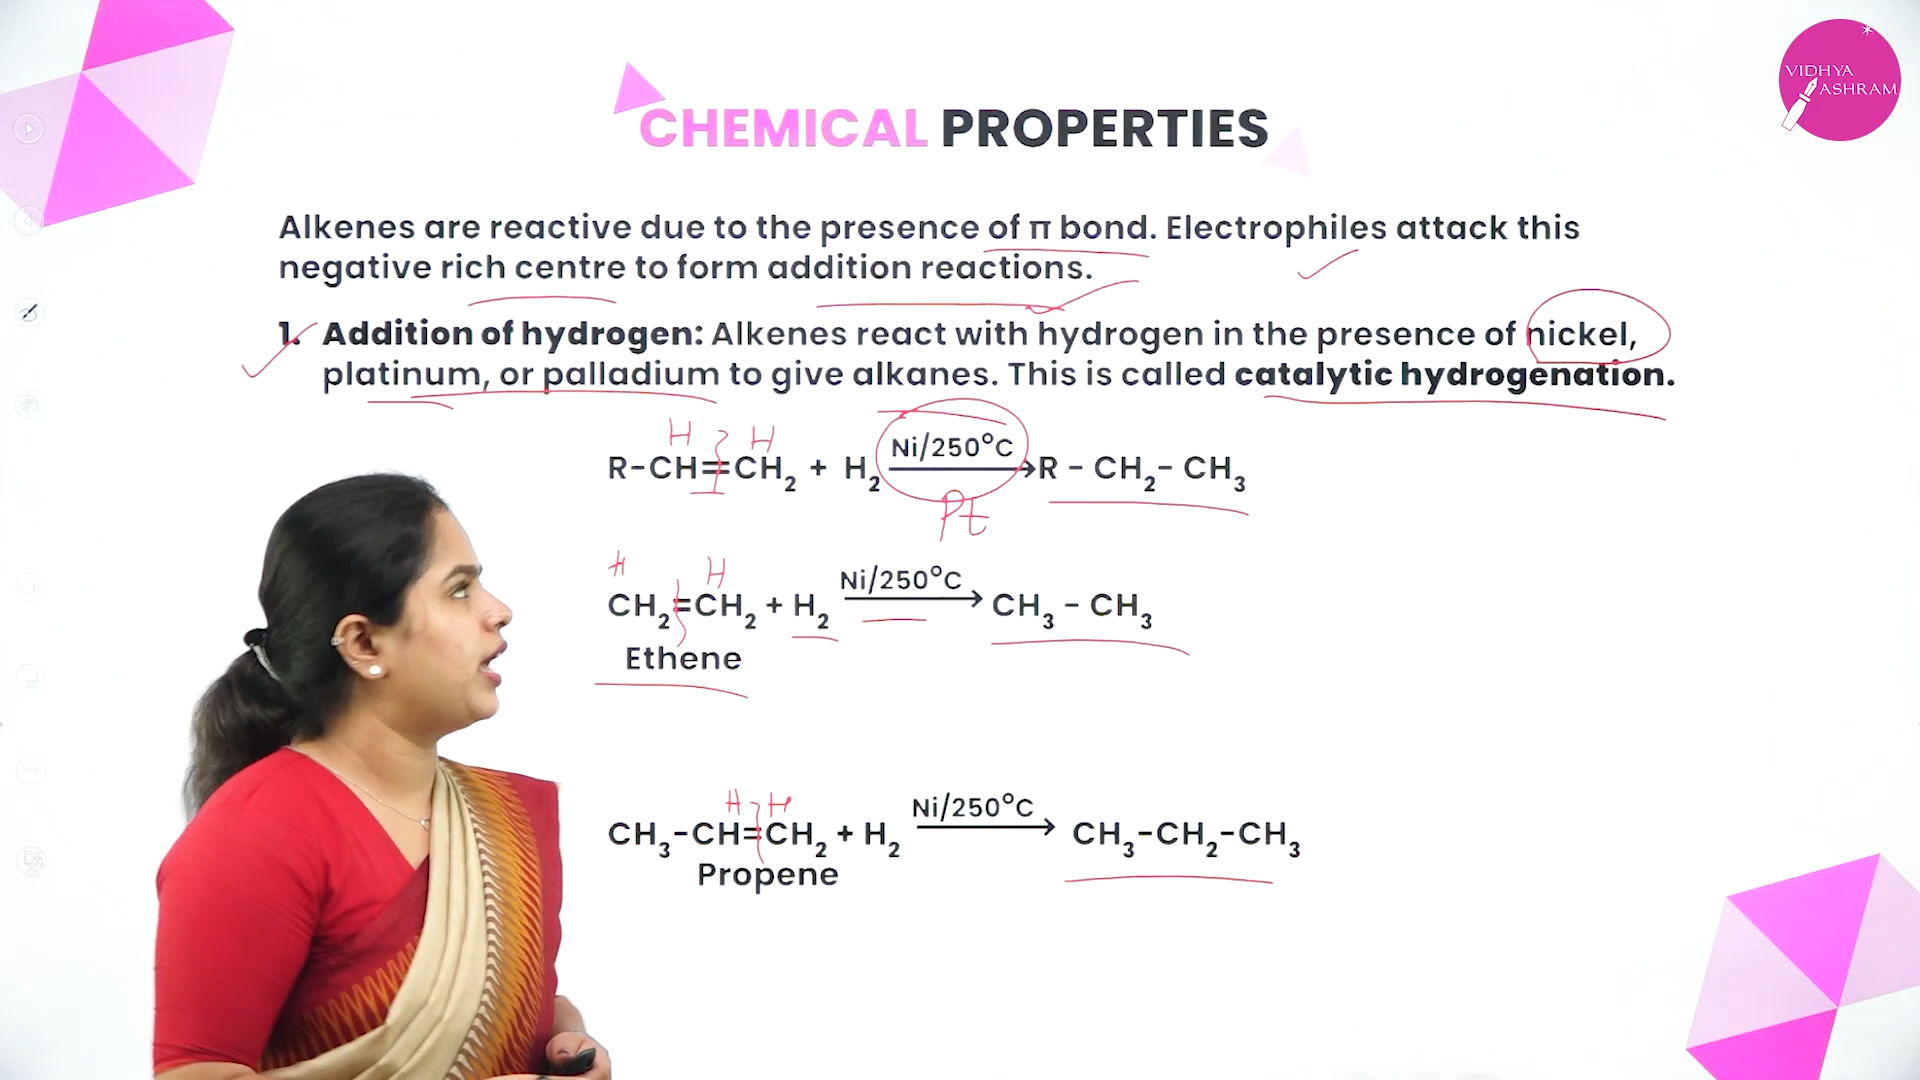 VIDHYA
ASHRAM
CHEMICAL PROPERTIES
Alkenes are reactive due to the presence of π bond. Electrophiles attack this
negative rich centre to form addition reactions.
1. Addition of hydrogen: Alkenes react with hydrogen in the presence of nickel,
platinum, or palladium to give alkanes. This is called catalytic hydrogenation.
H H
Ni/250°C
R-CH=CH₂ + H₂ → R - CH₂- CH₃
Pt
H H
Ni/250°C
CH₂=CH₂ + H₂ → CH₃ - CH₃
Ethene
H H
Ni/250°C
CH₃-CH=CH₂ + H₂ → CH₃-CH₂-CH₃
Propene